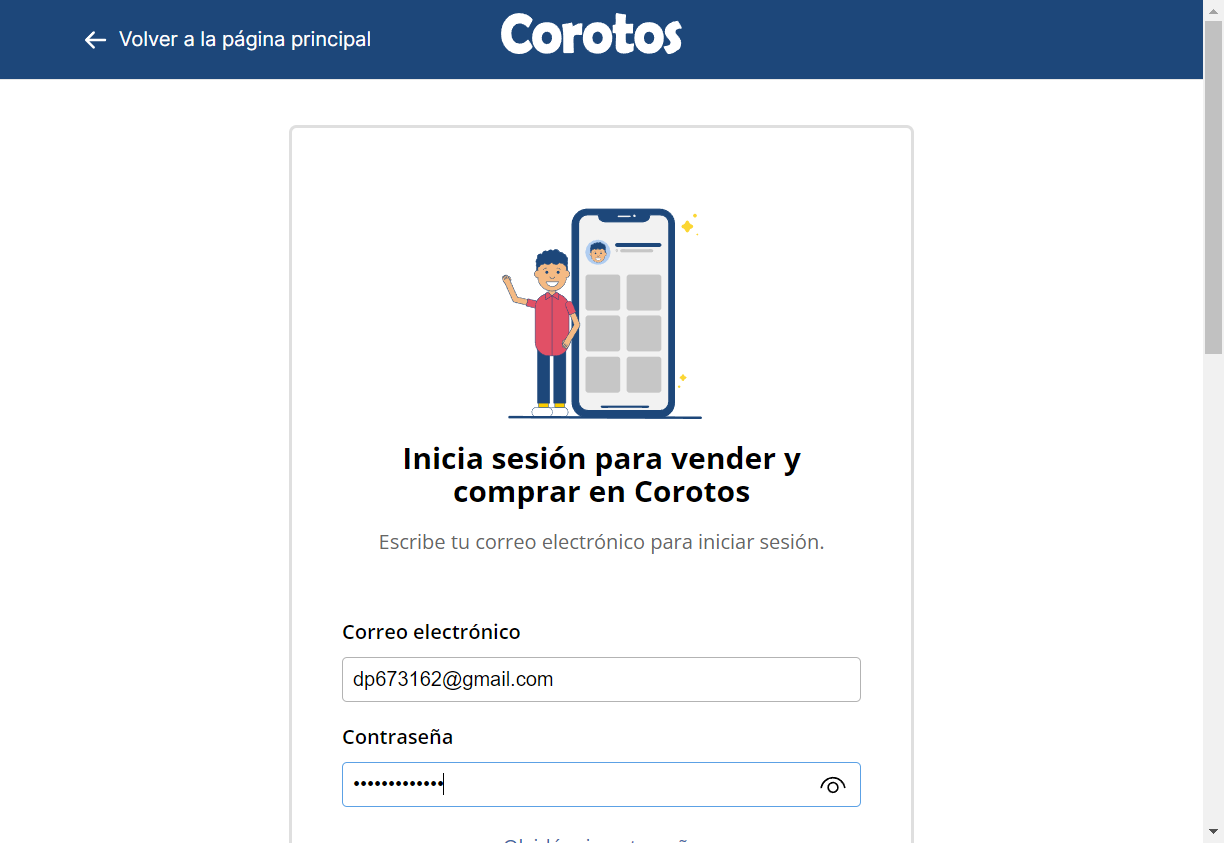 Volver a la página principal
Corotos
Inicia sesión para vender y
comprar en Corotos
Escribe tu correo electrónico para iniciar sesión.
Correo electrónico
dp673162@gmail.com
Contraseña
•••••••••••••